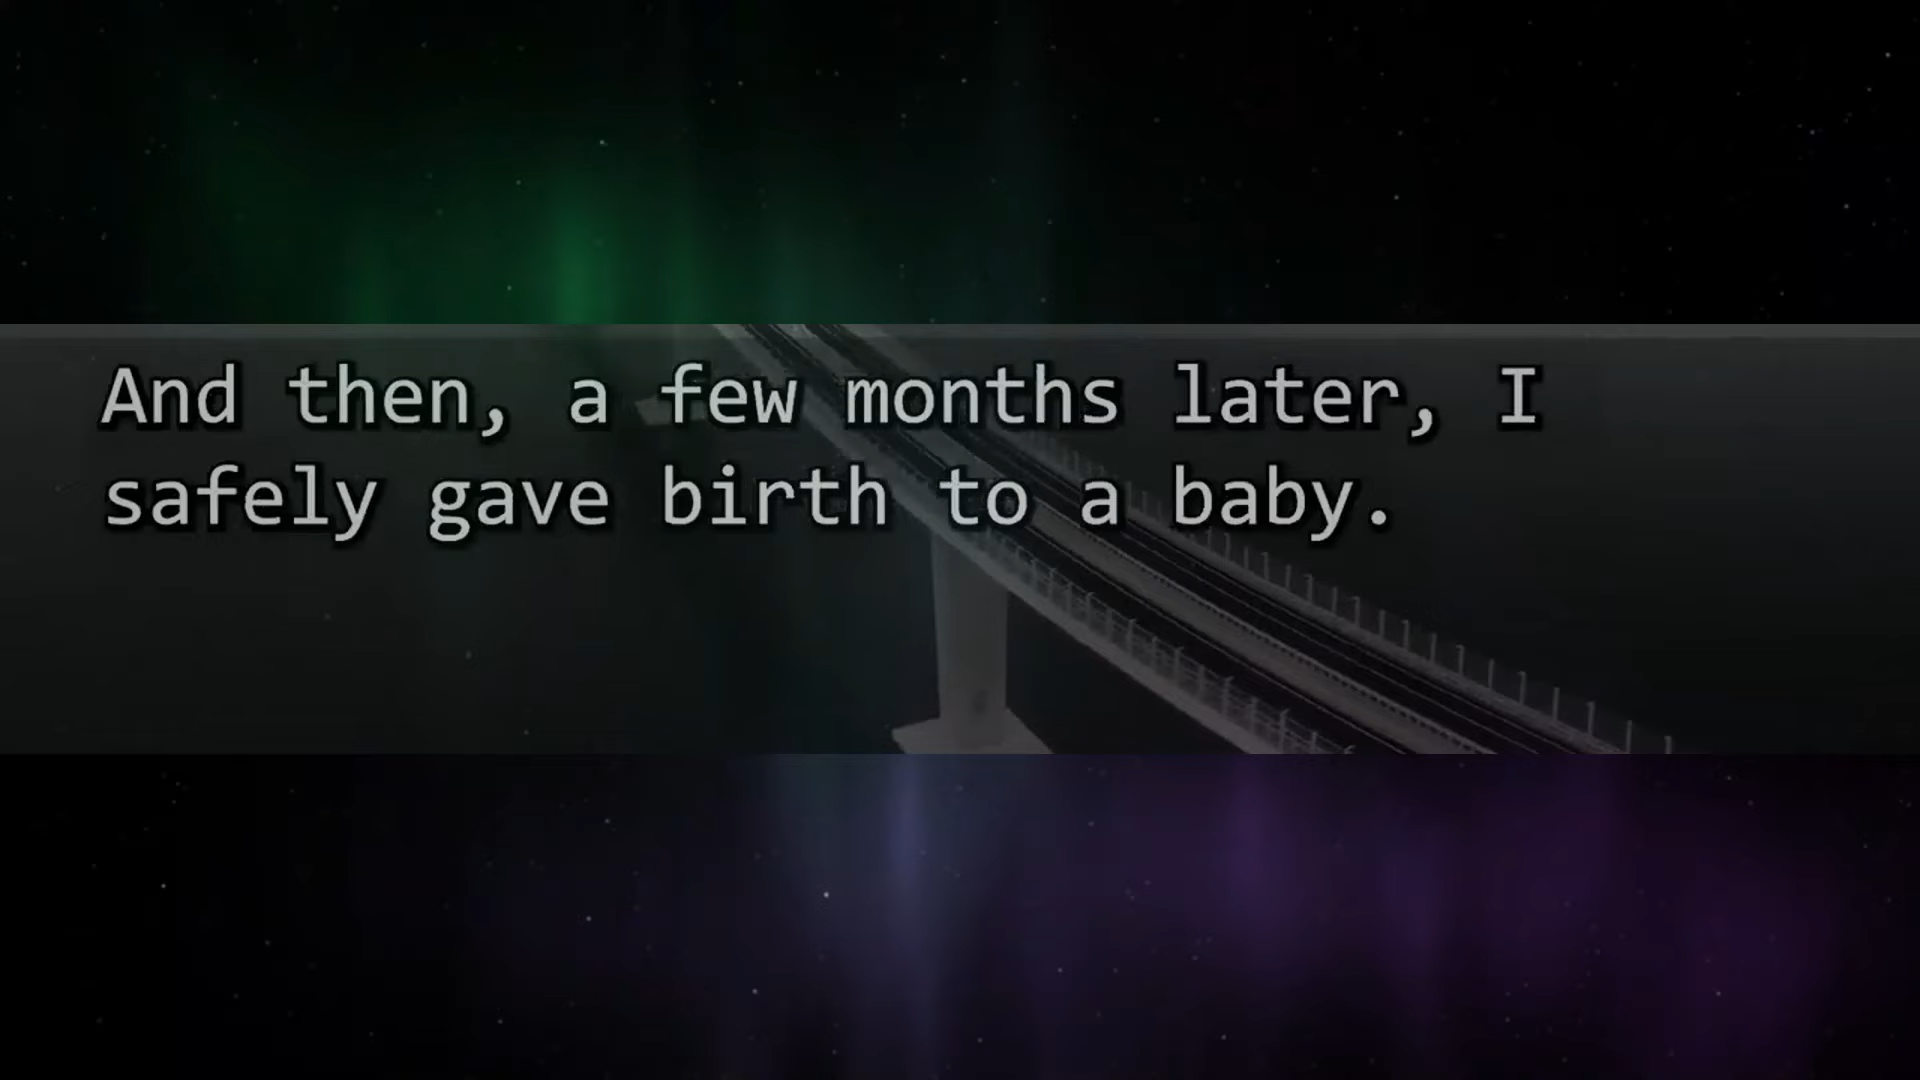 And then, a few months later, I
safely gave birth to a baby.